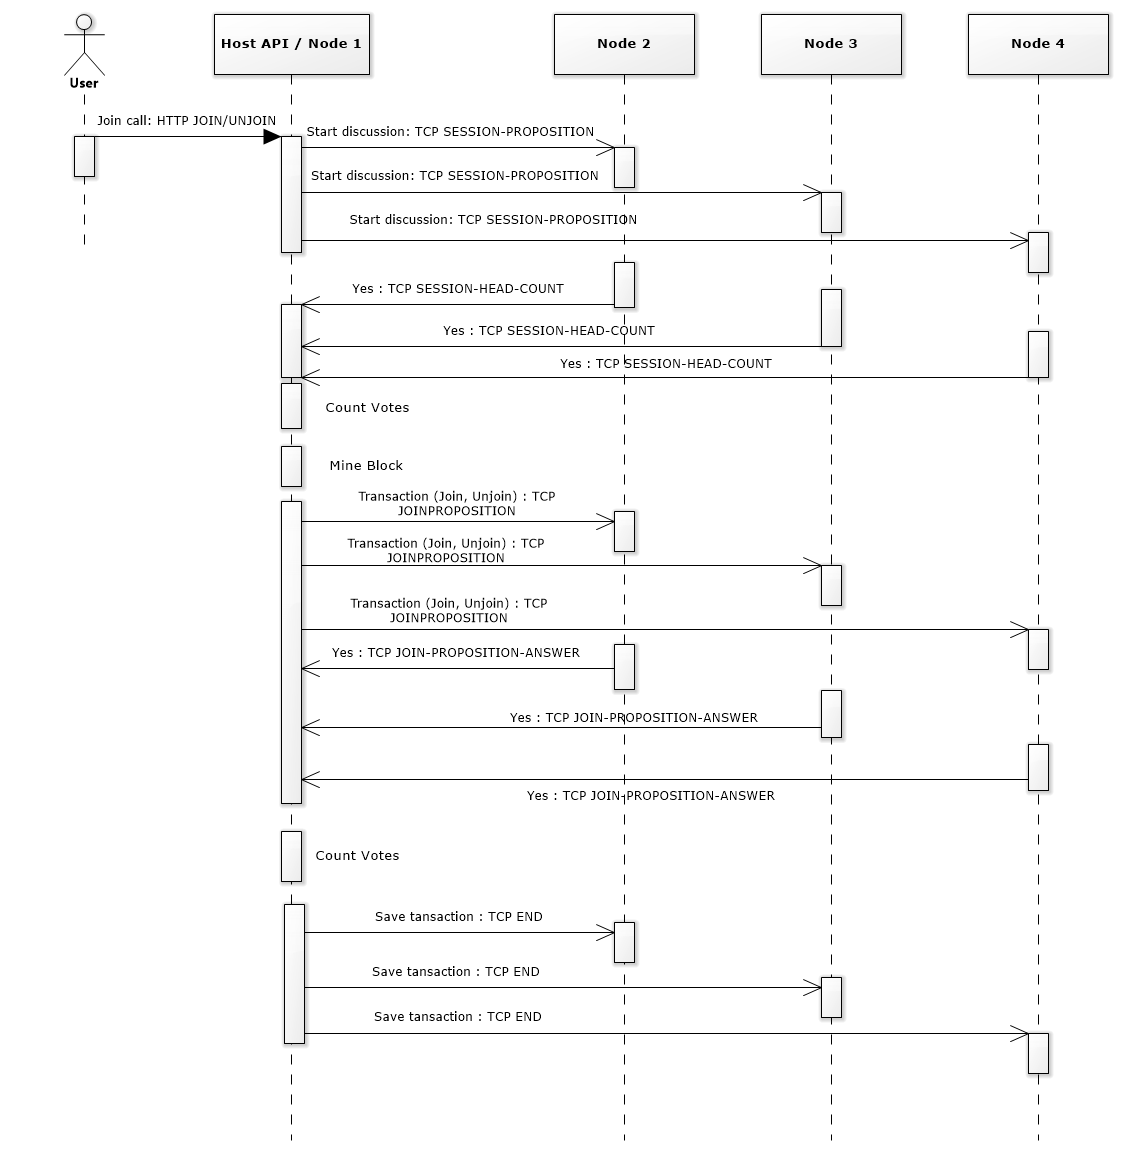 User
Host API / Node 1
Node 2
Node 3
Node 4
Join call: HTTP JOIN/UNJOIN
Start discussion: TCP SESSION-PROPOSITION
Start discussion: TCP SESSION-PROPOSITION
Start discussion: TCP SESSION-PROPOSITION
Yes : TCP SESSION-HEAD-COUNT
Yes : TCP SESSION-HEAD-COUNT
Yes : TCP SESSION-HEAD-COUNT
Count Votes
Mine Block
Transaction (Join, Unjoin) : TCP
JOINPROPOSITION
Transaction (Join, Unjoin) : TCP
JOINPROPOSITION
Transaction (Join, Unjoin) : TCP
JOINPROPOSITION
Yes : TCP JOIN-PROPOSITION-ANSWER
Yes : TCP JOIN-PROPOSITION-ANSWER
Yes : TCP JOIN-PROPOSITION-ANSWER
Count Votes
Save tansaction : TCP END
Save tansaction : TCP END
Save tansaction : TCP END